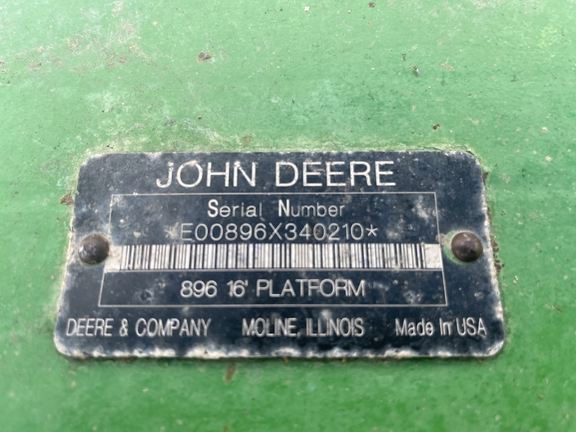 JOHN DEERE
Serial Number
*E00896X340210*
896 16' PLATFORM
DEERE & COMPANY MOLINE, ILLINOIS Made In USA